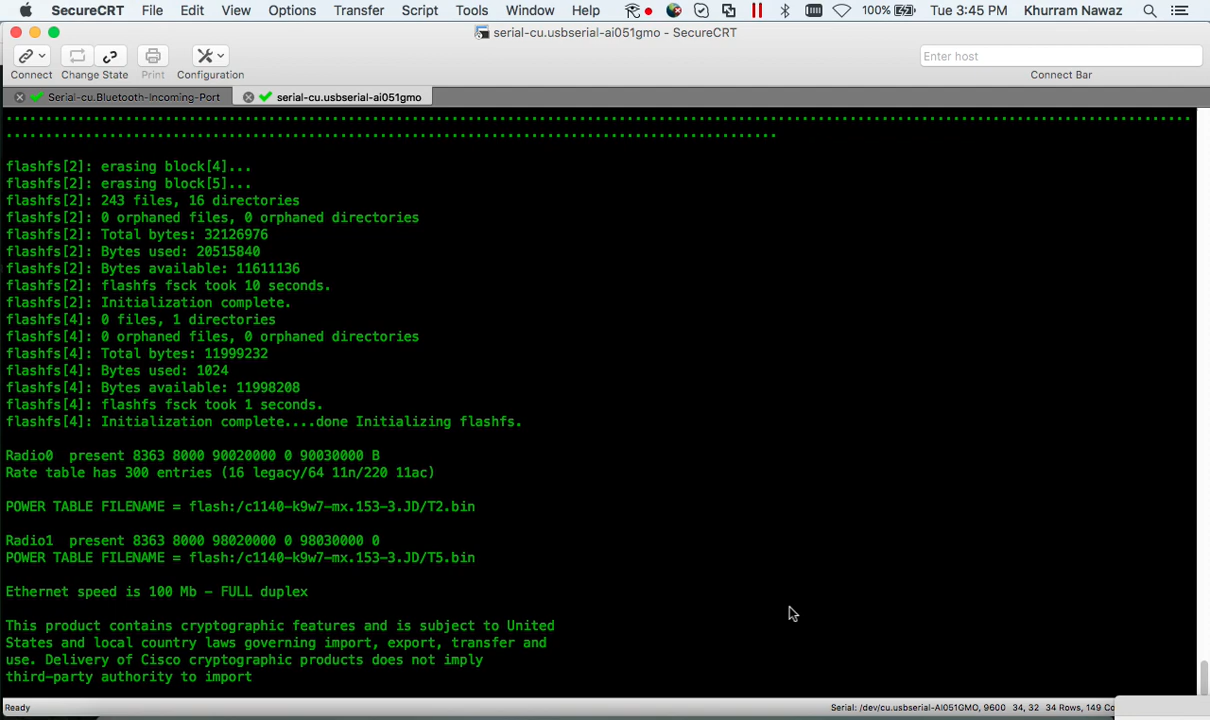 SecureCRT File Edit View Options Transfer Script Tools Window Help 100% Tue 3:45 PM Khurram Nawaz
serial-cu.usbserial-ai051gmo - SecureCRT
Enter host
Connect Change State Print Configuration Connect Bar
Serial-cu.Bluetooth-Incoming-Port serial-cu.usbserial-ai051gmo
flashfs[2]: erasing block[4]...
flashfs[2]: erasing block[5]...
flashfs[2]: 243 files, 16 directories
flashfs[2]: 0 orphaned files, 0 orphaned directories
flashfs[2]: Total bytes: 32126976
flashfs[2]: Bytes used: 20515840
flashfs[2]: Bytes available: 11611136
flashfs[2]: flashfs fsck took 10 seconds.
flashfs[2]: Initialization complete.
flashfs[4]: 0 files, 1 directories
flashfs[4]: 0 orphaned files, 0 orphaned directories
flashfs[4]: Total bytes: 11999232
flashfs[4]: Bytes used: 1024
flashfs[4]: Bytes available: 11998208
flashfs[4]: flashfs fsck took 1 seconds.
flashfs[4]: Initialization complete....done Initializing flashfs.
Radio0  present 8363 8000 90020000 0 90030000 B
Rate table has 300 entries (16 legacy/64 11n/220 11ac)
POWER TABLE FILENAME = flash:/c1140-k9w7-mx.153-3.JD/T2.bin
Radio1  present 8363 8000 98020000 0 98030000 0
POWER TABLE FILENAME = flash:/c1140-k9w7-mx.153-3.JD/T5.bin
Ethernet speed is 100 Mb - FULL duplex
This product contains cryptographic features and is subject to United
States and local country laws governing import, export, transfer and
use. Delivery of Cisco cryptographic products does not imply
third-party authority to import
Ready Serial: /dev/cu.usbserial-AI051GMO, 9600 34, 32 34 Rows, 149 Co